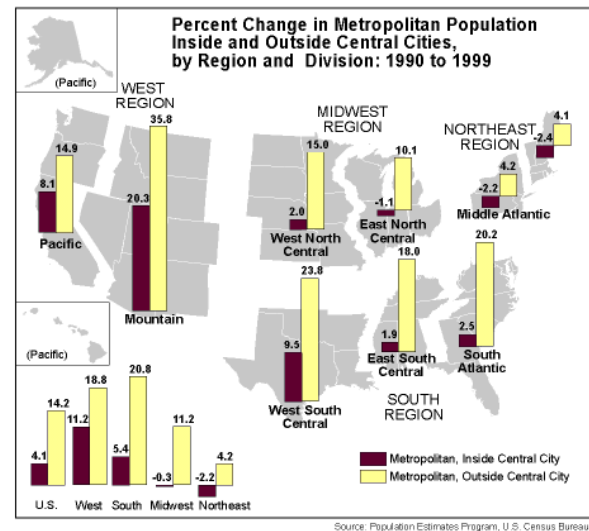 Percent Change in Metropolitan Population
Inside and Outside Central Cities,
by Region and Division: 1990 to 1999
(Pacific)
WEST
REGION
35.8
14.9
8.1
20.3
Pacific
Mountain
MIDWEST
REGION
15.0
10.1
2.0
-1.1
West North
Central
East North
Central
NORTHEAST
REGION
4.1
-2.4
4.2
-2.2
Middle Atlantic
23.8
18.0
20.2
9.5
1.9
2.5
West South
Central
East South
Central
South
Atlantic
SOUTH
REGION
(Pacific)
14.2
18.8
20.8
11.2
4.1
11.2
5.4
-0.3
-2.2
4.2
U.S. West South Midwest Northeast
Metropolitan, Inside Central City
Metropolitan, Outside Central City
Source: Population Estimates Program, U.S. Census Bureau